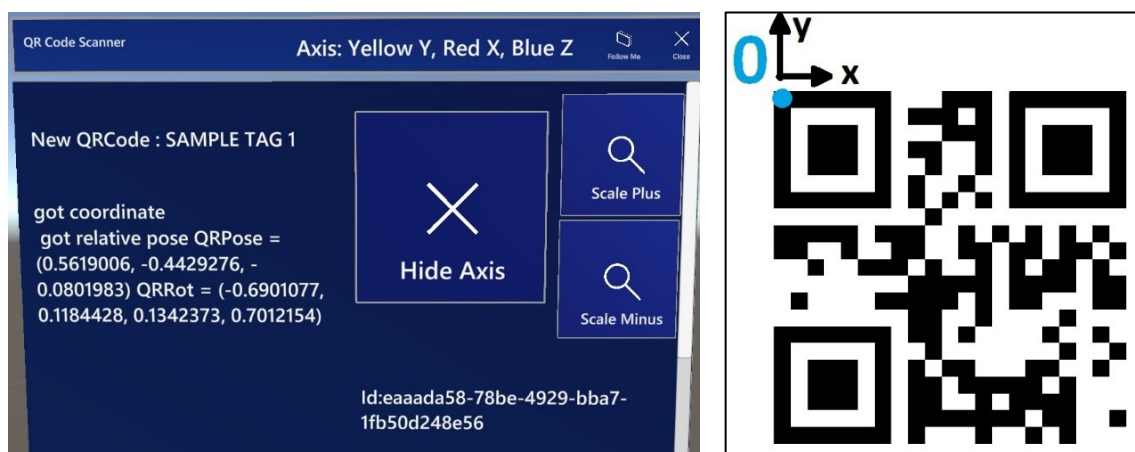 QR Code Scanner
Axis: Yellow Y, Red X, Blue Z
Follow Me
Close
New QRCode : SAMPLE TAG 1
got coordinate
got relative pose QRPose =
(0.5619006, -0.4429276, -
0.0801983) QRRot = (-0.6901077,
0.1184428, 0.1342373, 0.7012154)
Hide Axis
Scale Plus
Scale Minus
Id:eaaada58-78be-4929-bba7-
1fb50d248e56
y
0
x